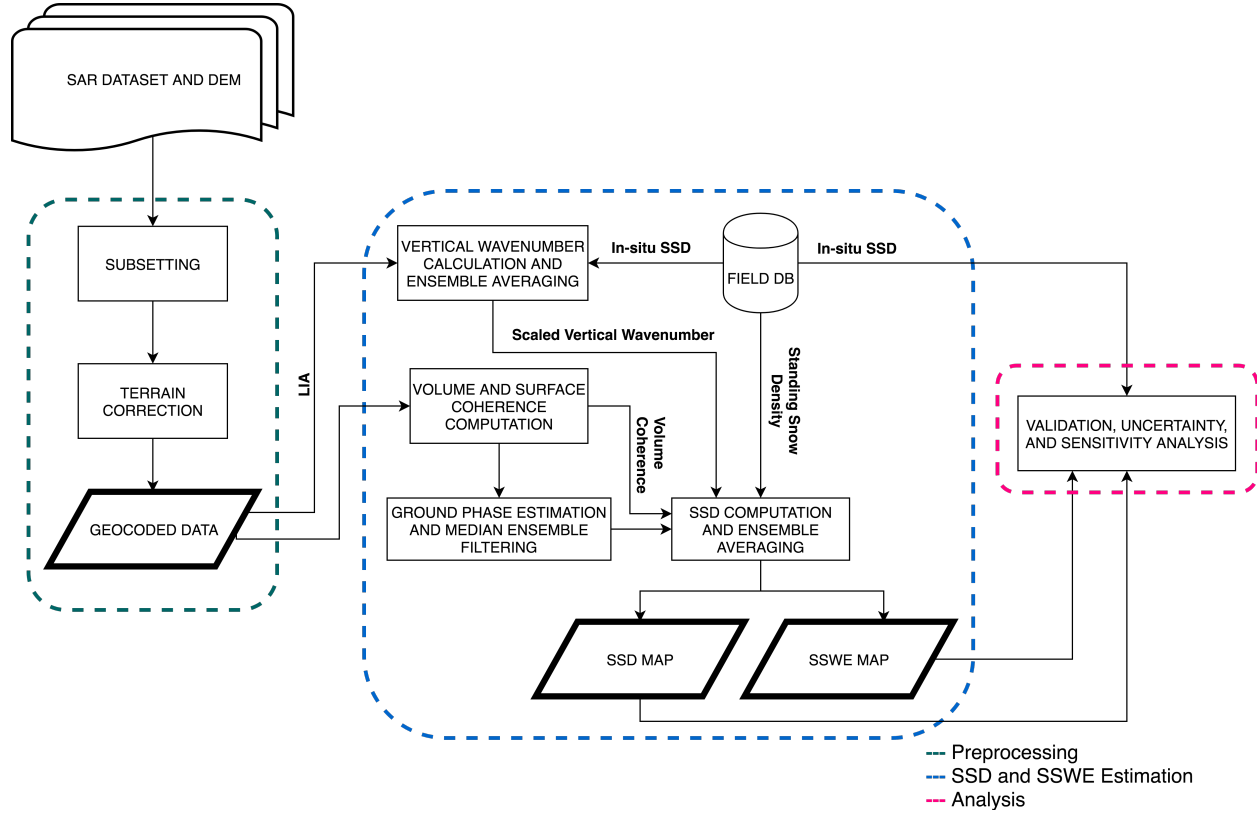 SAR DATASET AND DEM
SUBSETTING
TERRAIN
CORRECTION
GEOCODED DATA
LIA
VERTICAL WAVENUMBER
CALCULATION AND
ENSEMBLE AVERAGING
In-situ SSD
FIELD DB
In-situ SSD
Scaled Vertical Wavenumber
Standing Snow
Density
VOLUME AND SURFACE
COHERENCE
COMPUTATION
Volume
Coherence
GROUND PHASE ESTIMATION
AND MEDIAN ENSEMBLE
FILTERING
SSD COMPUTATION
AND ENSEMBLE
AVERAGING
SSD MAP
SSWE MAP
VALIDATION, UNCERTAINTY,
AND SENSITIVITY ANALYSIS
Preprocessing
SSD and SSWE Estimation
Analysis